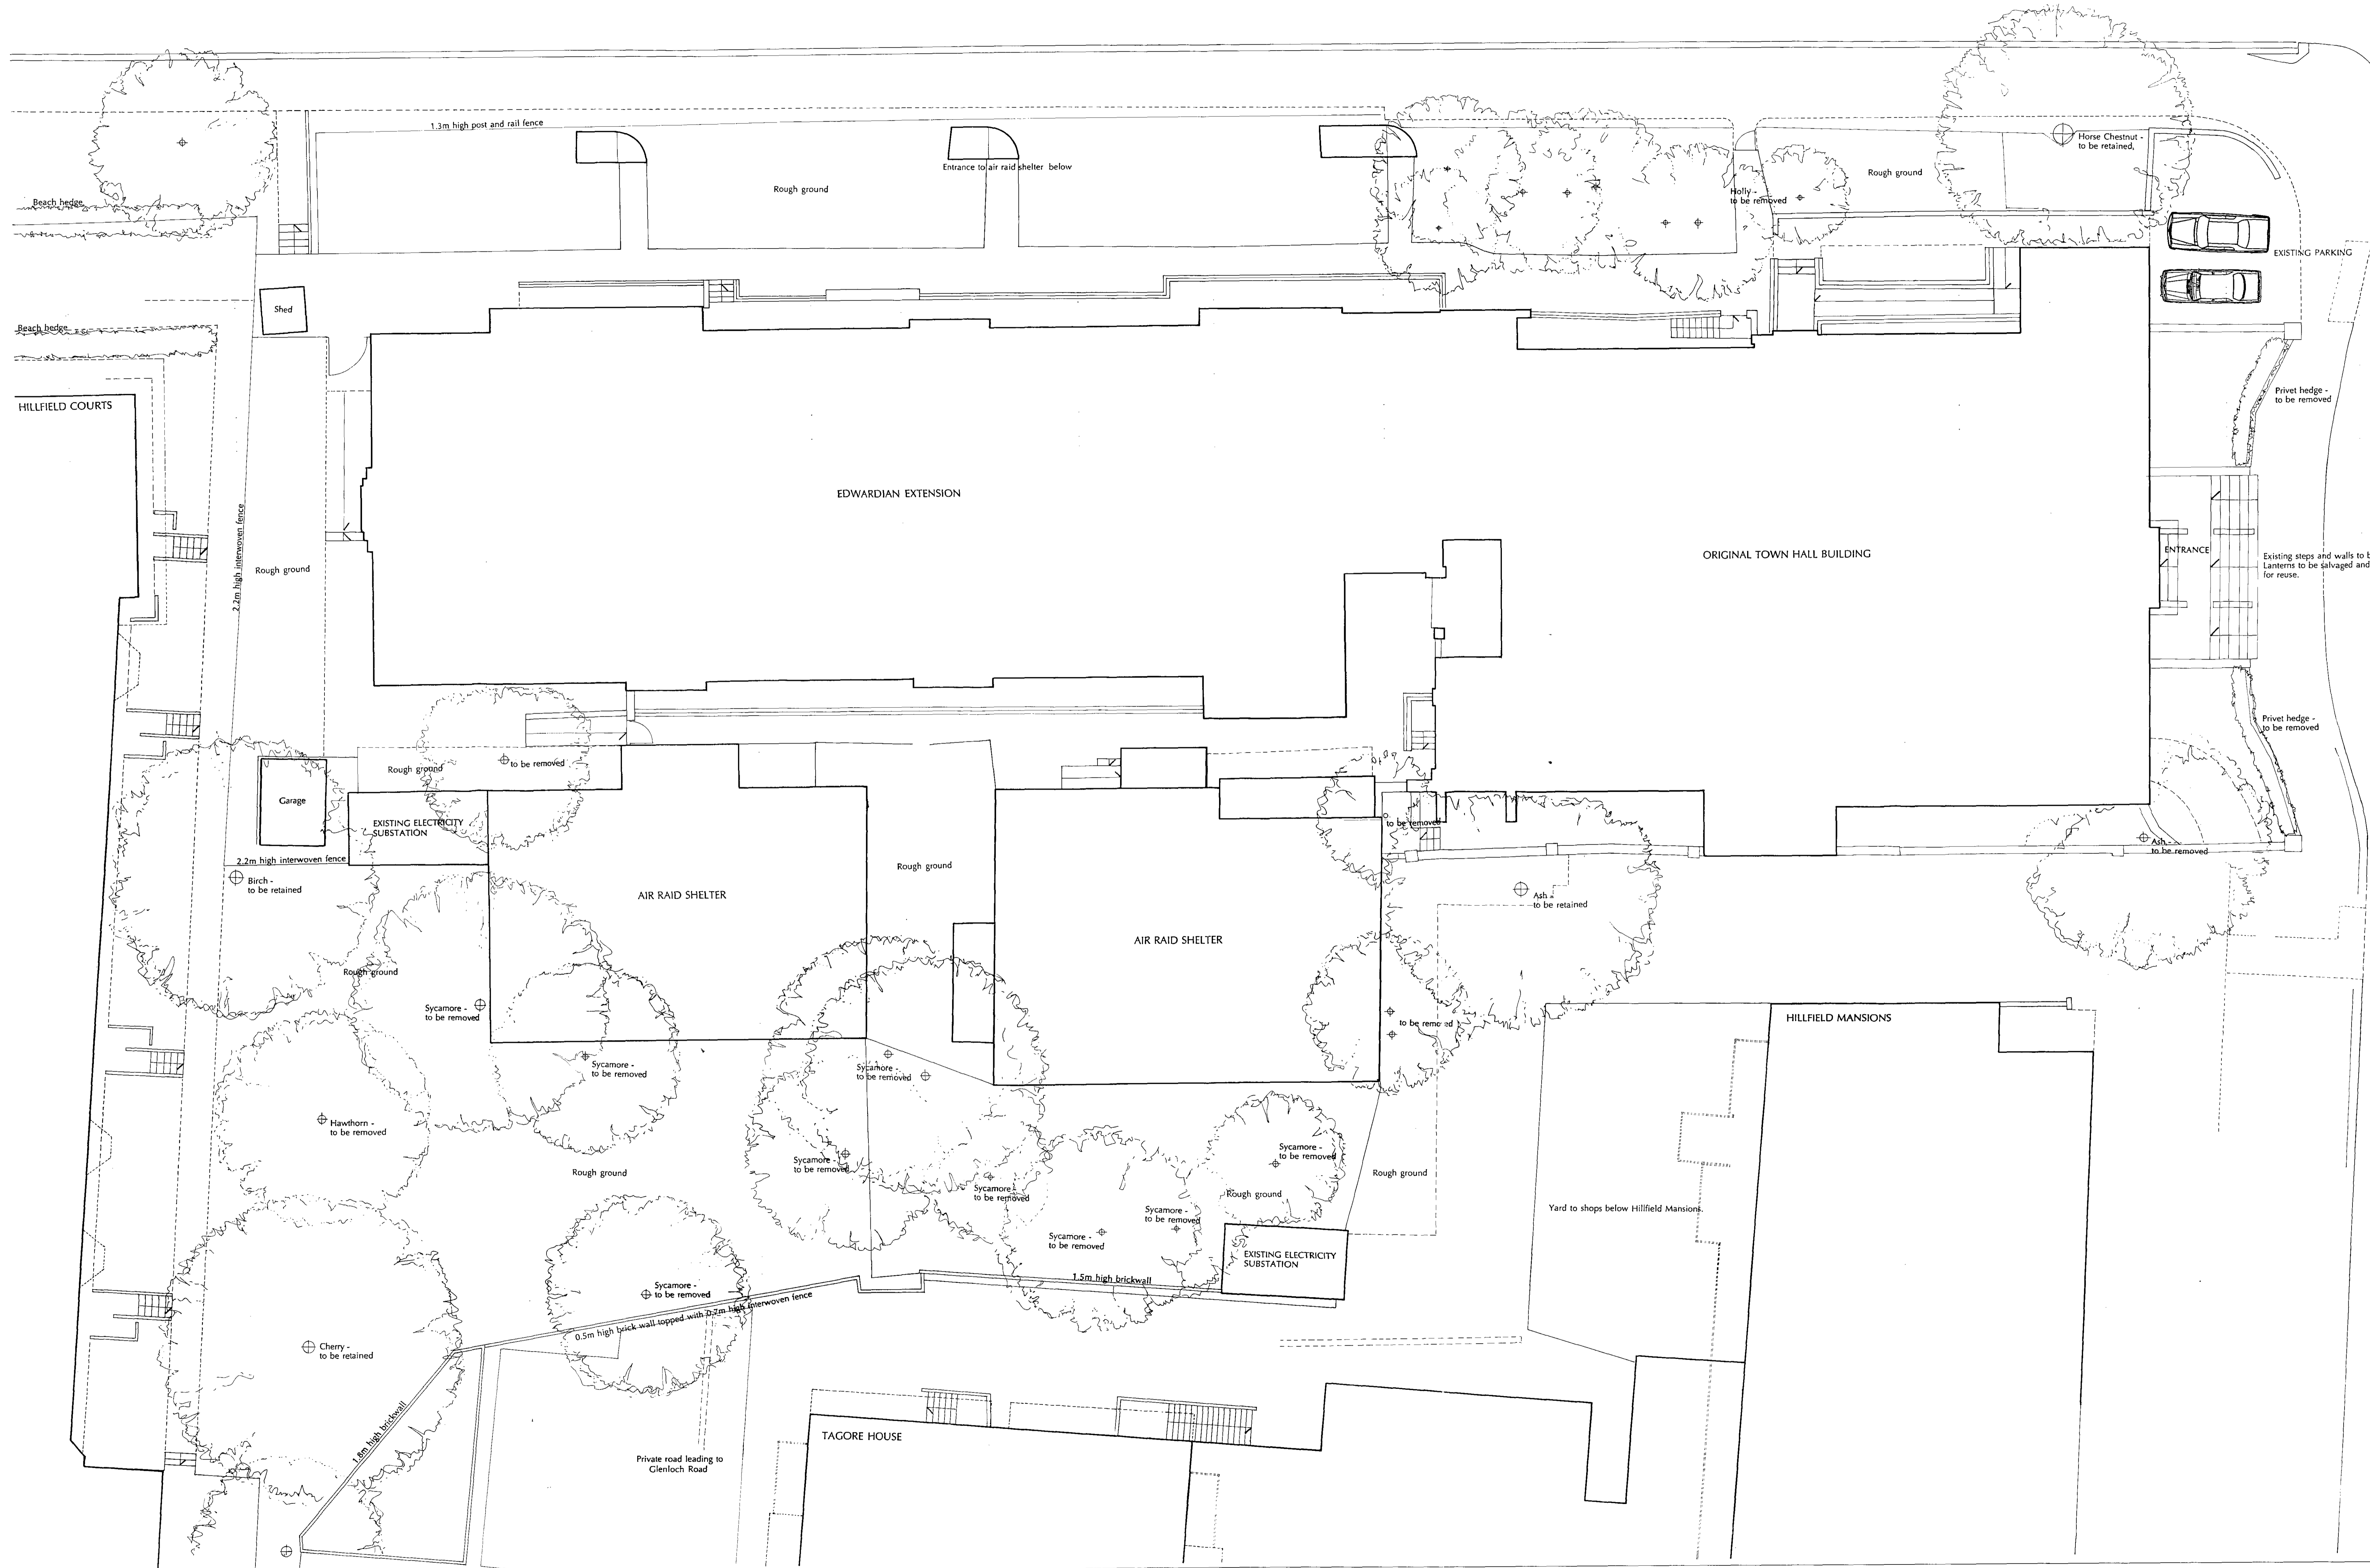 1.3m high post and rail fence
Horse Chestnut -
to be retained,
Entrance to air raid shelter below
Rough ground
Rough ground
Holly -
to be removed
Beach hedge
EXISTING PARKING
Shed
Beach hedge
HILLFIELD COURTS
Privet hedge -
to be removed
EDWARDIAN EXTENSION
2.2m high interwoven fence
ORIGINAL TOWN HALL BUILDING
ENTRANCE
Existing steps and walls to
Lanterns to be salvaged and
for reuse.
Rough ground
Privet hedge -
to be removed
to be removed
Rough ground
Garage
EXISTING ELECTRICITY
SUBSTATION
to be removed
2.2m high interwoven fence
Ash -
to be removed
Rough ground
Birch -
to be retained
AIR RAID SHELTER
Ash -
to be retained
AIR RAID SHELTER
Rough ground
Sycamore -
to be removed
to be removed
HILLFIELD MANSIONS
Sycamore -
to be removed
Sycamore -
to be removed
Hawthorn -
to be removed
Sycamore -
to be removed
Sycamore -
to be removed
Rough ground
Rough ground
Sycamore -
to be removed
Rough ground
Sycamore -
to be removed
Yard to shops below Hillfield Mansions.
Sycamore -
to be removed
EXISTING ELECTRICITY
SUBSTATION
1.5m high brickwall
Sycamore -
to be removed
0.5m high brick wall topped with 0.7m high interwoven fence
Cherry -
to be retained
1.8m high brickwall
TAGORE HOUSE
Private road leading to
Glenloch Road